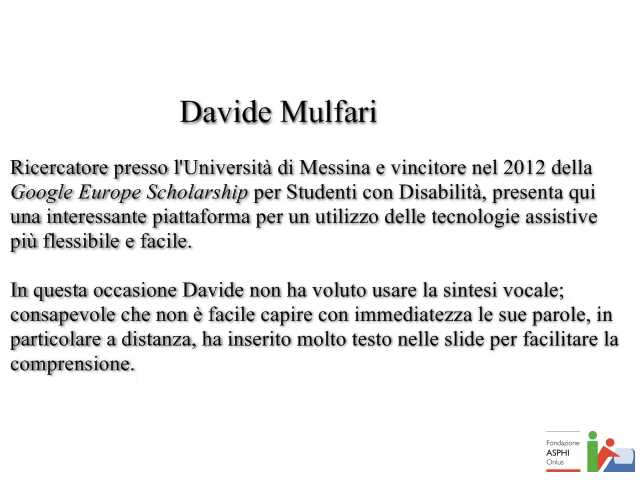 Davide Mulfari
Ricercatore presso l'Università di Messina e vincitore nel 2012 della
Google Europe Scholarship per Studenti con Disabilità, presenta qui
una interessante piattaforma per un utilizzo delle tecnologie assistive
più flessibile e facile.
In questa occasione Davide non ha voluto usare la sintesi vocale;
consapevole che non è facile capire con immediatezza le sue parole, in
particolare a distanza, ha inserito molto testo nelle slide per facilitare la
comprensione.
Fondazione
ASPHI
Onlus